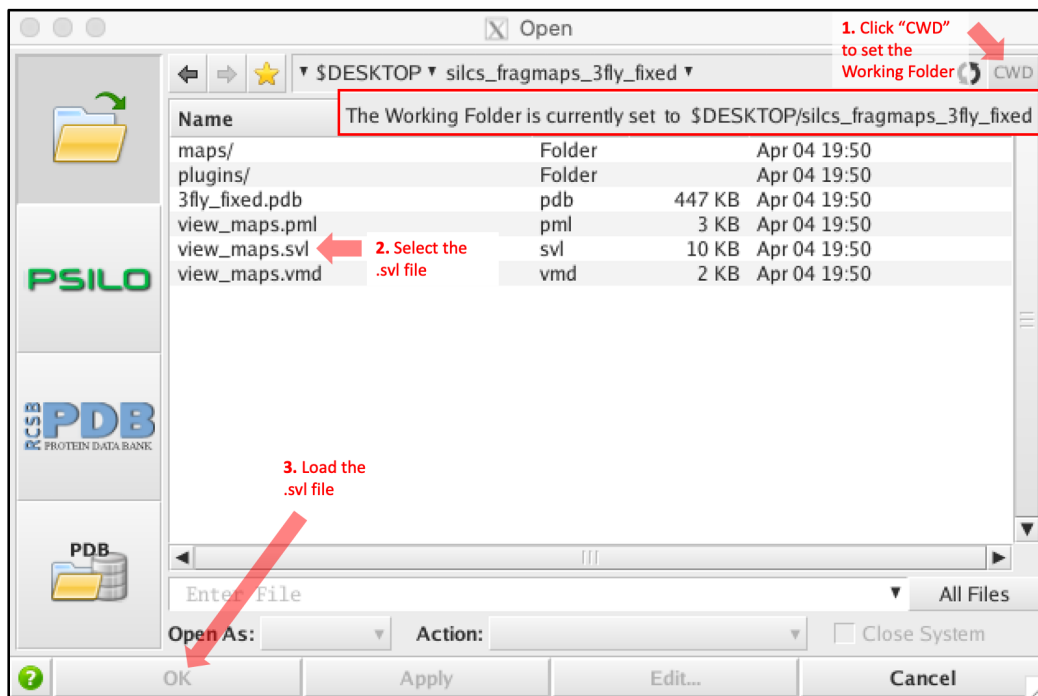 Open
1. Click “CWD”
to set the
Working Folder
$DESKTOP silcs_fragmaps_3fly_fixed
CWD
Name
The Working Folder is currently set to $DESKTOP/silcs_fragmaps_3fly_fixed
maps/ Folder Apr 04 19:50
plugins/ Folder Apr 04 19:50
3fly_fixed.pdb pdb 447 KB Apr 04 19:50
view_maps.pml pml 3 KB Apr 04 19:50
view_maps.svl svl 10 KB Apr 04 19:50
view_maps.vmd vmd 2 KB Apr 04 19:50
2. Select the
.svl file
PSILO
RCSB
PDB
PROTEIN DATA BANK
3. Load the
.svl file
PDB
Enter File
All Files
Open As:
Action:
Close System
?
OK
Apply
Edit...
Cancel